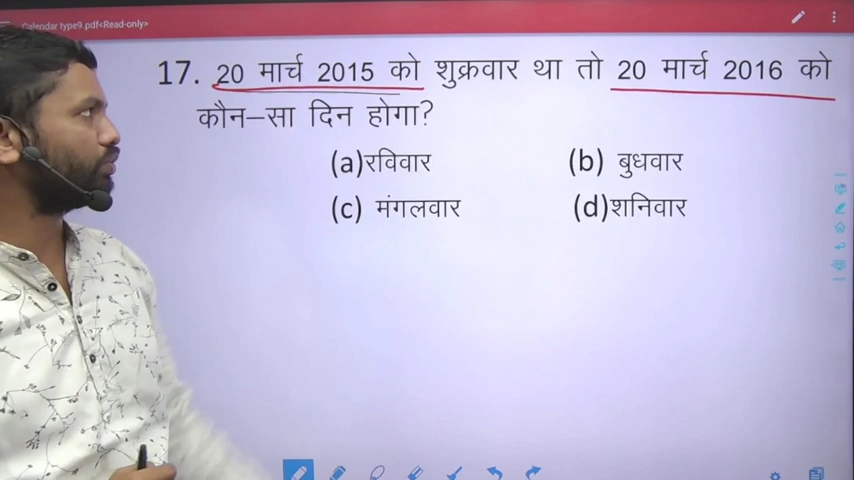 Calendar type9.pdf<Read-only>
17. 20 मार्च 2015 को शुक्रवार था तो 20 मार्च 2016 को
कौन–सा दिन होगा?
(a)रविवार (b) बुधवार
(c) मंगलवार (d)शनिवार